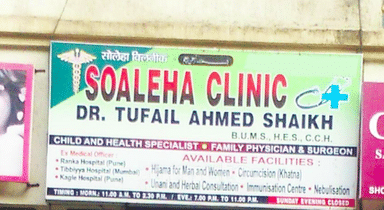 सोलेहा क्लिनीक
SOALEHA CLINIC
DR. TUFAIL AHMED SHAIKH
B.U.M.S., H.E.S., C.C.H.
CHILD AND HEALTH SPECIALIST • FAMILY PHYSICIAN & SURGEON
Ex Medical Officer
• Ranka Hospital (Pune)
• Tibbiyya Hospital (Mumbai)
• Kagle Hospital (Pune)
AVAILABLE FACILITIES :
• Hijama for Man and Women • Circumcision (Khatna)
• Unani and Herbal Consultation • Immunisation Centre • Nebulisation
TIMING : MORN.: 11.00 A.M. TO 2.30 P.M. / EVE.: 7.00 P.M. TO 11.00 P.M.
SUNDAY EVENING CLOSED